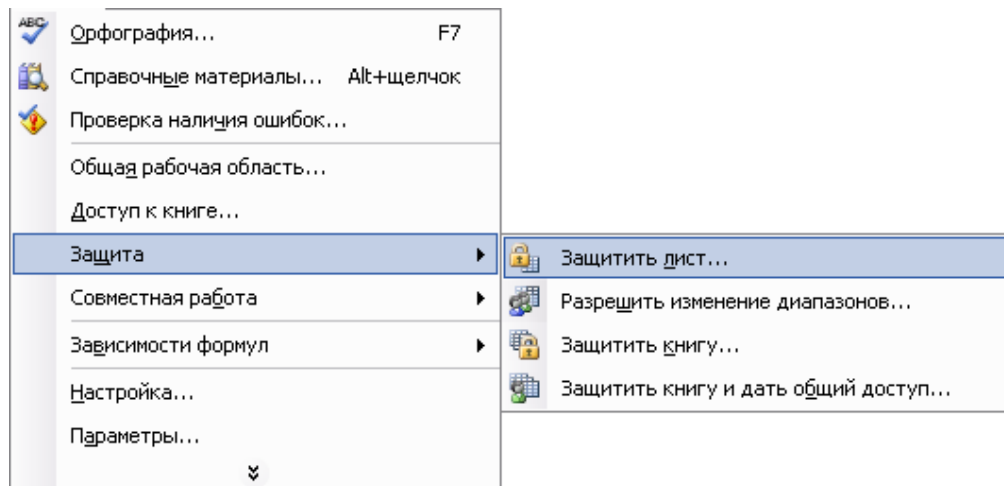 ABC
Орфография... F7
Справочные материалы... Alt+щелчок
Проверка наличия ошибок...
Общая рабочая область...
Доступ к книге...
Защита
Совместная работа
Зависимости формул
Настройка...
Параметры...
Защитить лист...
Разрешить изменение диапазонов...
Защитить книгу...
Защитить книгу и дать общий доступ...